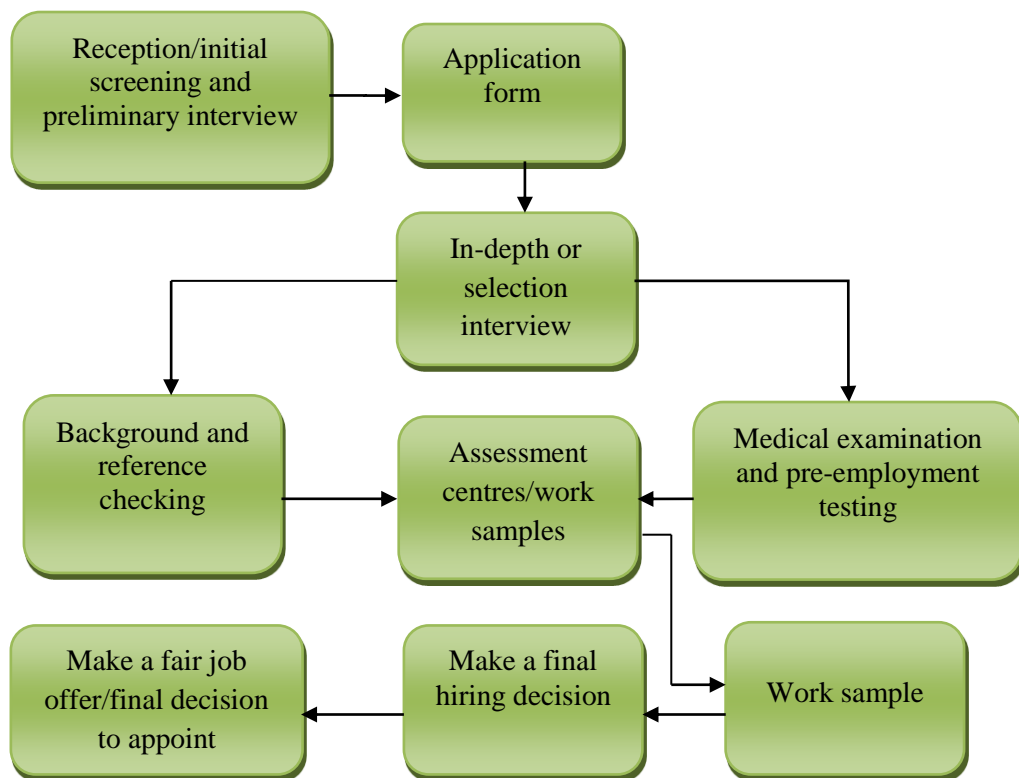 Reception/initial
screening and
preliminary interview
Application
form
In-depth or
selection
interview
Background and
reference
checking
Assessment
centres/work
samples
Medical examination
and pre-employment
testing
Make a fair job
offer/final decision
to appoint
Make a final
hiring decision
Work sample